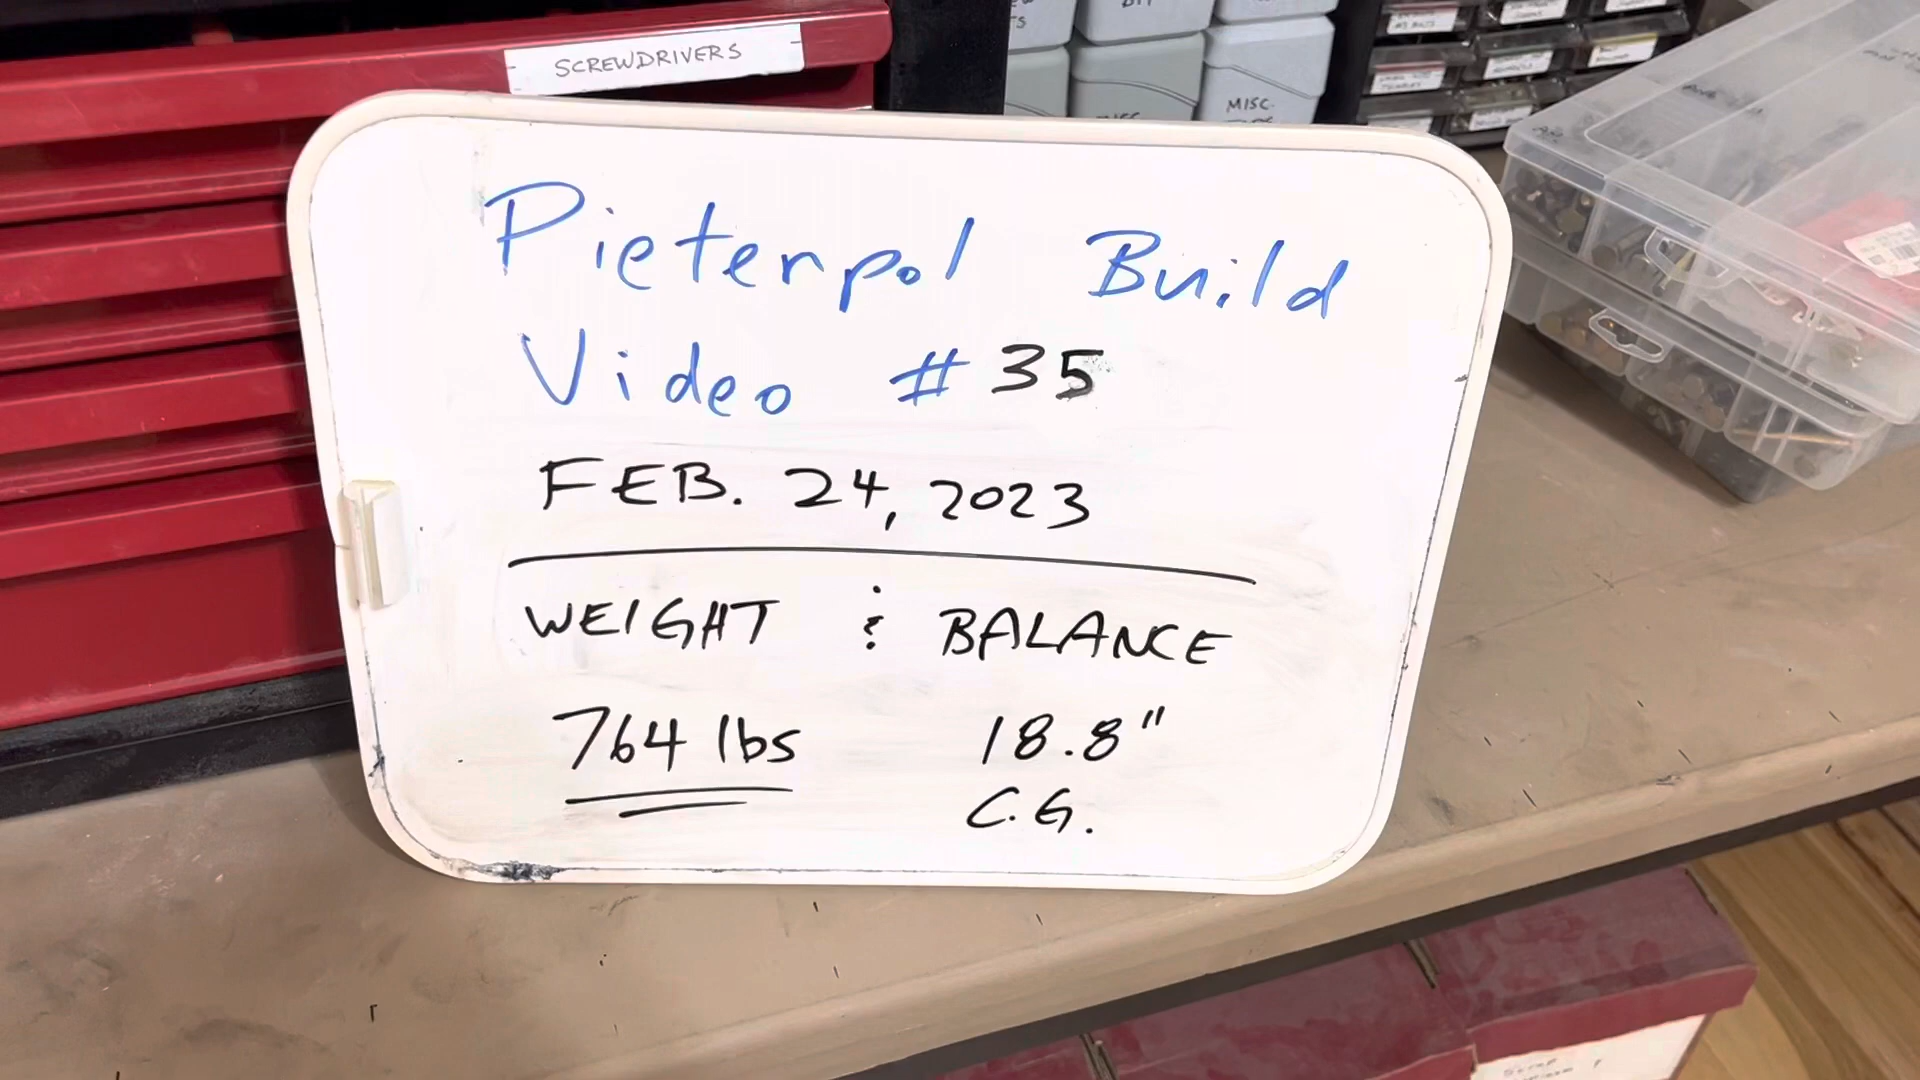 SCREWDRIVERS
MISC.
Pieterpol Build
Video # 35
FEB. 24, 2023
WEIGHT & BALANCE
764 lbs 18.8"
C.G.